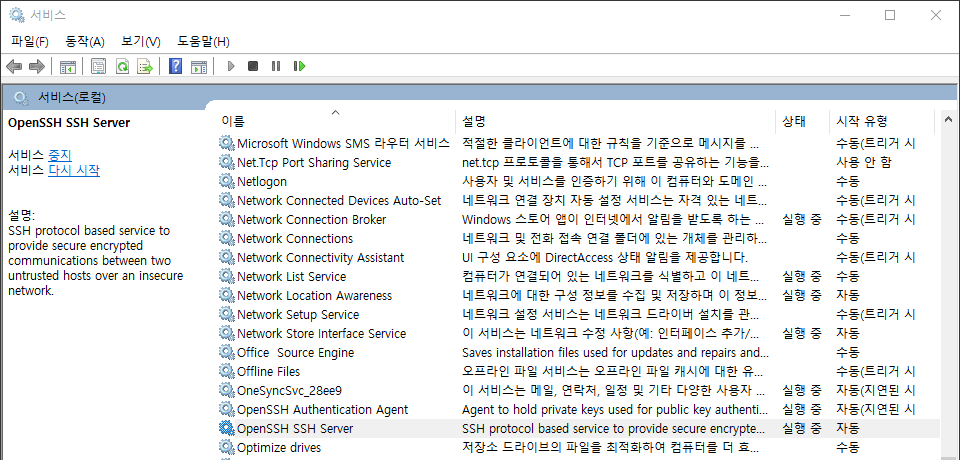 서비스
파일(F) 동작(A) 보기(V) 도움말(H)
서비스(로컬)
OpenSSH SSH Server
서비스 중지
서비스 다시 시작
설명:
SSH protocol based service to
provide secure encrypted
communications between two
untrusted hosts over an insecure
network.
이름 설명 상태 시작 유형
Microsoft Windows SMS 라우터 서비스 적절한 클라이언트에 대한 규칙을 기준으로 메시지를 ... 수동(트리거 시
Net.Tcp Port Sharing Service net.tcp 프로토콜을 통해서 TCP 포트를 공유하는 기능을... 사용 안 함
Netlogon 사용자 및 서비스를 인증하기 위해 이 컴퓨터와 도메인 ... 수동
Network Connected Devices Auto-Set 네트워크 연결 장치 자동 설정 서비스는 자격 있는 네트... 수동(트리거 시
Network Connection Broker Windows 스토어 앱이 인터넷에서 알림을 받도록 하는 ... 실행 중 수동(트리거 시
Network Connections 네트워크 및 전화 접속 연결 폴더에 있는 개체를 관리하... 수동
Network Connectivity Assistant UI 구성 요소에 DirectAccess 상태 알림을 제공합니다. 수동(트리거 시
Network List Service 컴퓨터가 연결되어 있는 네트워크를 식별하고 이 네트... 실행 중 수동
Network Location Awareness 네트워크에 대한 구성 정보를 수집 및 저장하며 이 정보... 실행 중 자동
Network Setup Service 네트워크 설정 서비스는 네트워크 드라이버 설치를 관... 수동(트리거 시
Network Store Interface Service 이 서비스는 네트워크 수정 사항(예: 인터페이스 추가/... 실행 중 자동
Office  Source Engine Saves installation files used for updates and repairs and... 수동
Offline Files 오프라인 파일 서비스는 오프라인 파일 캐시에 대한 유... 수동(트리거 시
OneSyncSvc_28ee9 이 서비스는 메일, 연락처, 일정 및 기타 다양한 사용자 ... 실행 중 자동(지연된 시
OpenSSH Authentication Agent Agent to hold private keys used for public key authenti... 실행 중 자동(지연된 시
OpenSSH SSH Server SSH protocol based service to provide secure encrypte... 실행 중 자동
Optimize drives 저장소 드라이브의 파일을 최적화하여 컴퓨터를 더 효... 수동